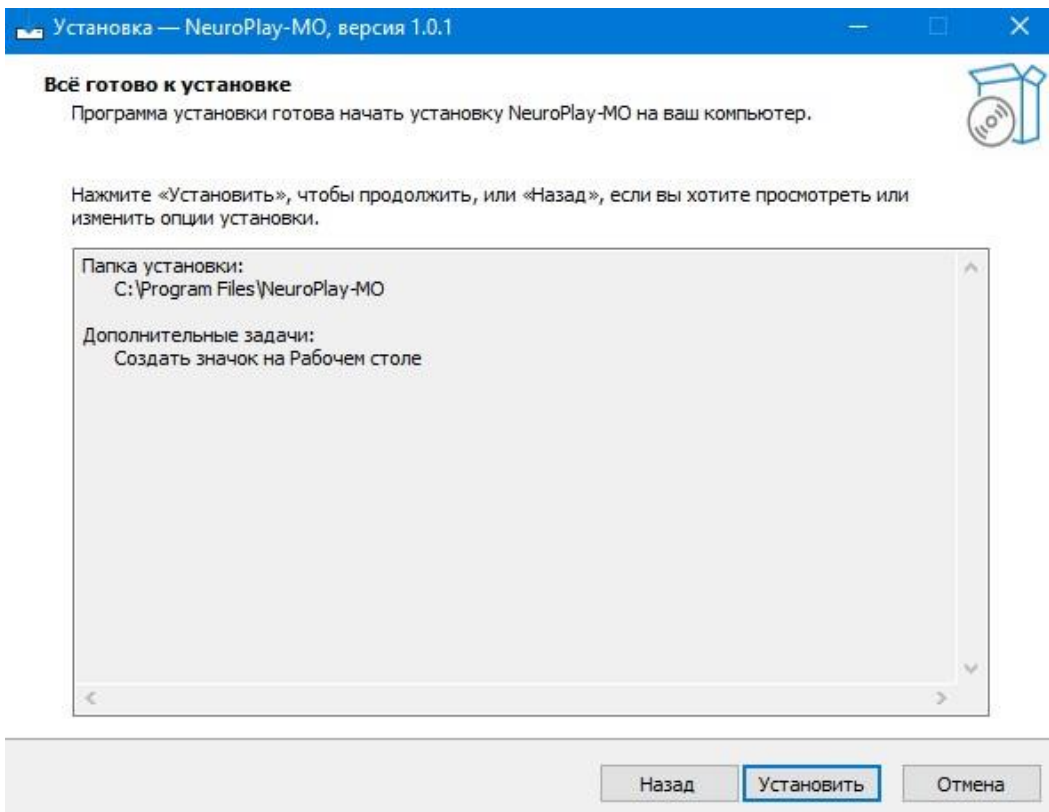 Установка — NeuroPlay-MO, версия 1.0.1
Всё готово к установке
Программа установки готова начать установку NeuroPlay-MO на ваш компьютер.
Нажмите «Установить», чтобы продолжить, или «Назад», если вы хотите просмотреть или
изменить опции установки.
Папка установки:
C:\Program Files\NeuroPlay-MO
Дополнительные задачи:
Создать значок на Рабочем столе
Назад Установить Отмена